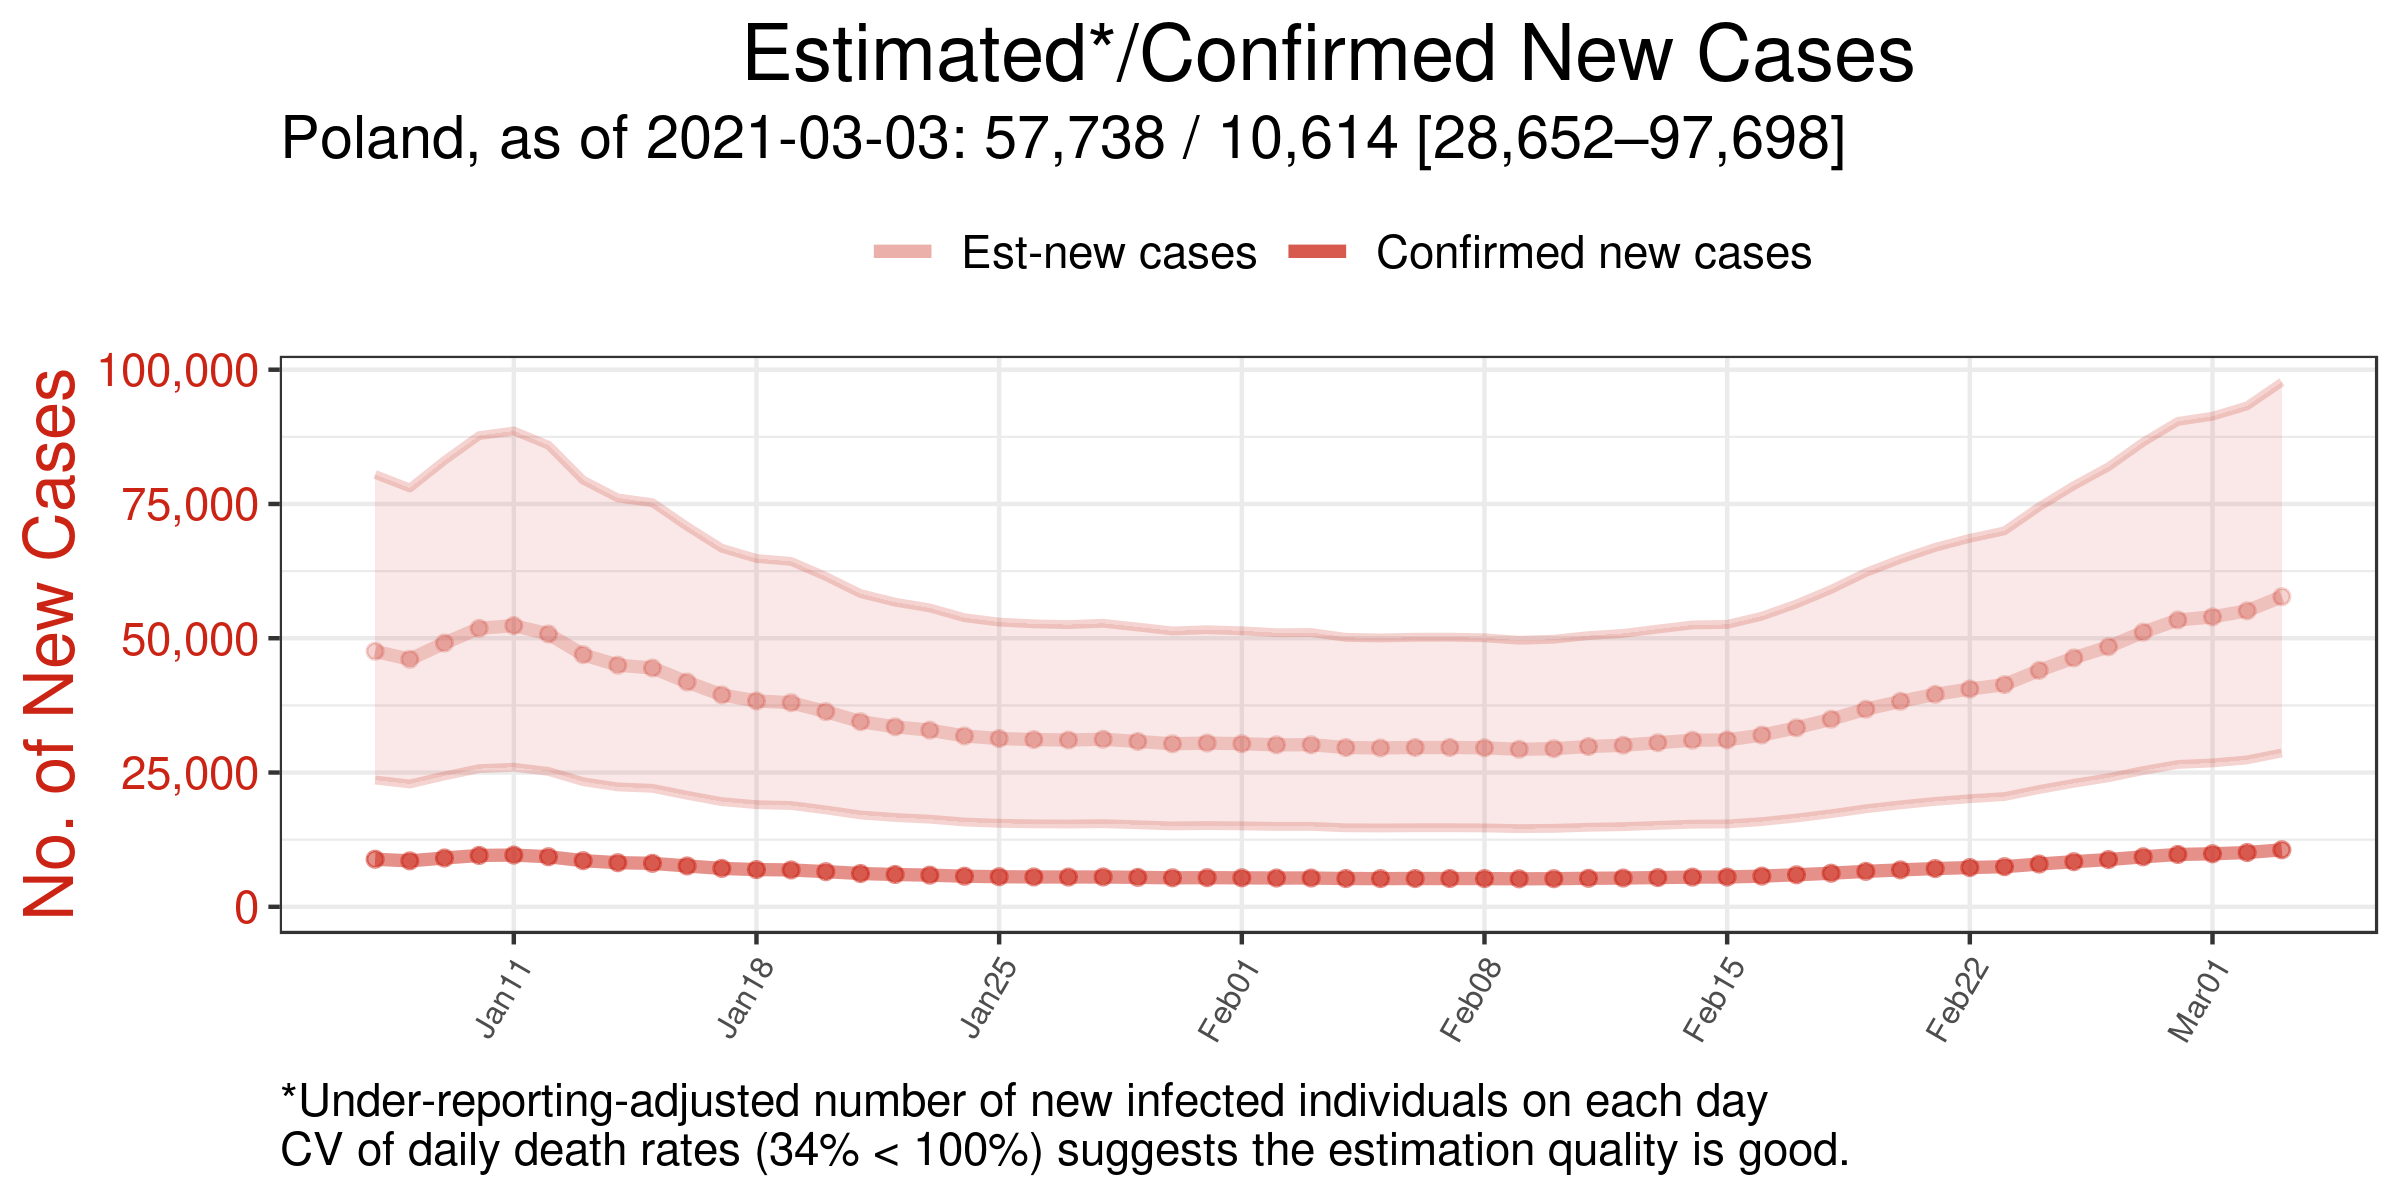 Estimated*/Confirmed New Cases
Poland, as of 2021-03-03: 57,738 / 10,614 [28,652–97,698]
Est-new cases Confirmed new cases
No. of New Cases
100,000
75,000
50,000
25,000
0
Jan11 Jan18 Jan25 Feb01 Feb08 Feb15 Feb22 Mar01
*Under-reporting-adjusted number of new infected individuals on each day
CV of daily death rates (34% < 100%) suggests the estimation quality is good.